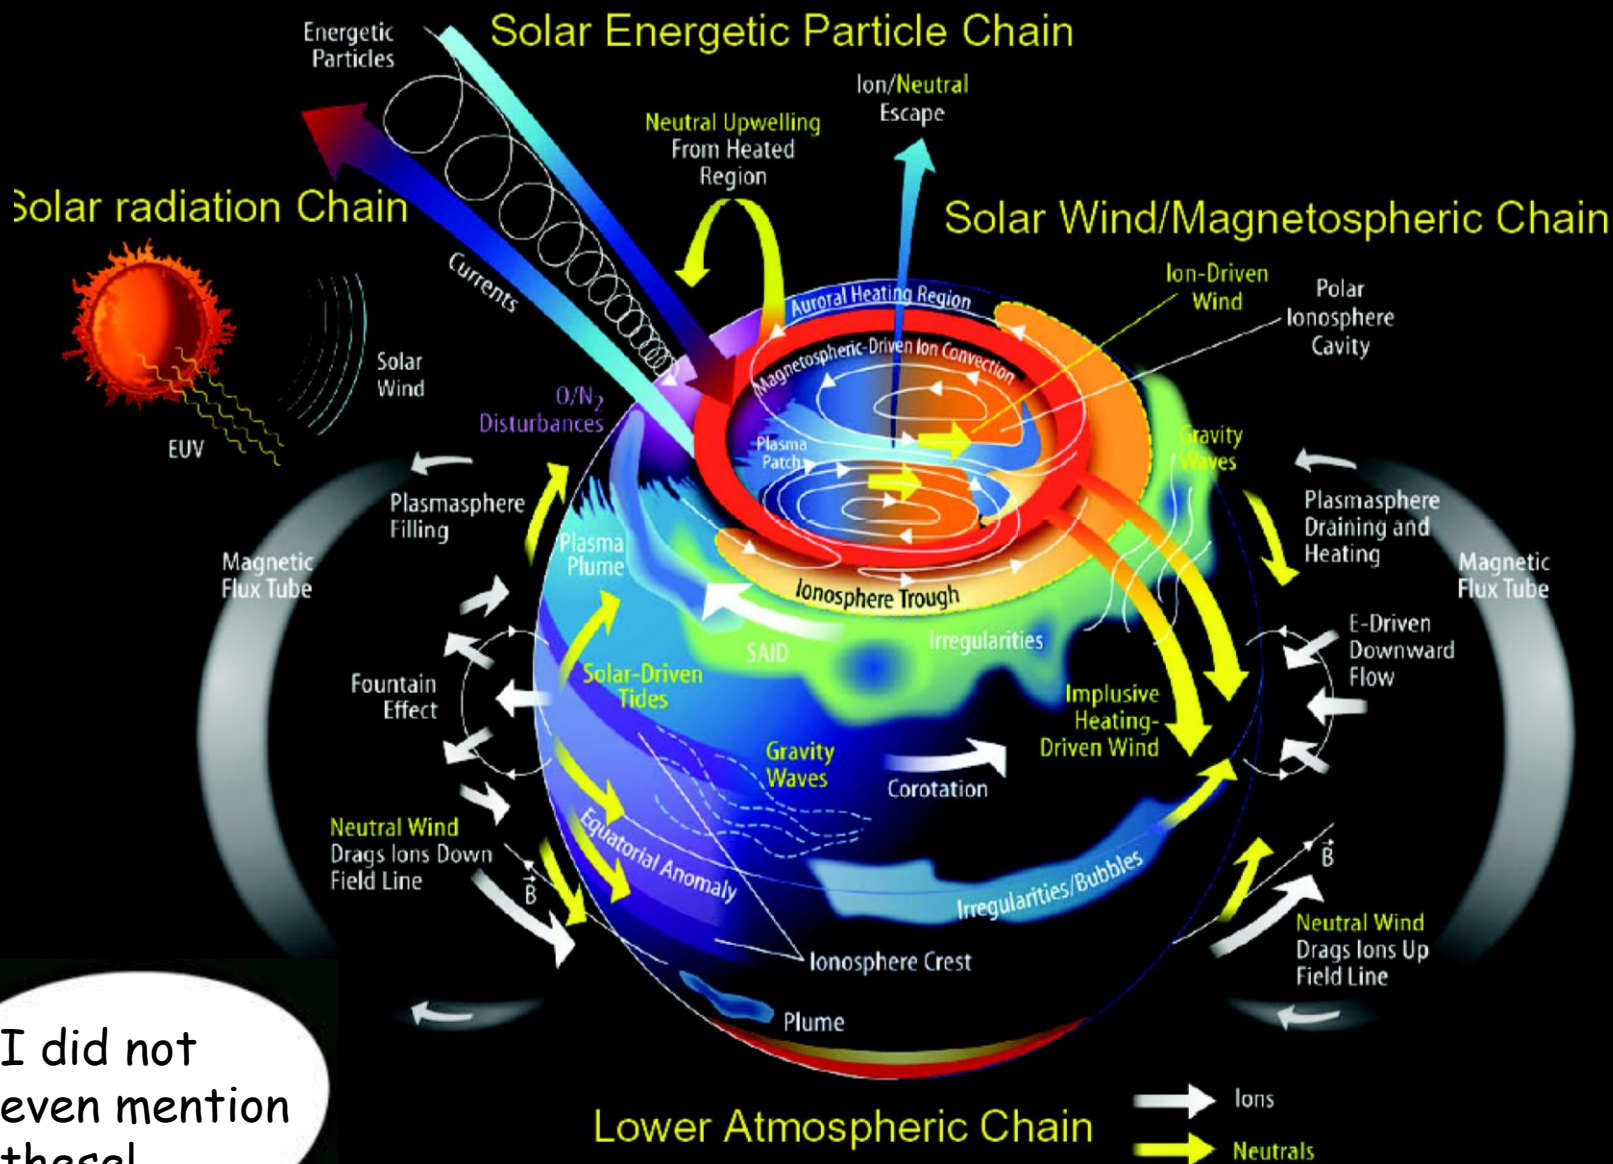 Solar Energetic Particle Chain
Energetic
Particles
Ion/Neutral
Escape
Neutral Upwelling
From Heated
Region
Solar radiation Chain
Solar Wind/Magnetospheric Chain
Currents
Ion-Driven
Wind
Polar
Ionosphere
Cavity
Auroral Heating Region
Magnetospheric-Driven Ion Convection
Solar
Wind
EUV
O/N2
Disturbances
Plasma
Patch
Gravity
Waves
Plasmasphere
Filling
Plasmasphere
Draining and
Heating
Magnetic
Flux Tube
Magnetic
Flux Tube
Plasma
Plume
Ionosphere Trough
SAID
Irregularities
E-Driven
Downward
Flow
Fountain
Effect
Solar-Driven
Tides
Implusive
Heating-
Driven Wind
Gravity
Waves
Corotation
Neutral Wind
Drags Ions Down
Field Line
B
Equatorial Anomaly
Irregularities/Bubbles
B
Neutral Wind
Drags Ions Up
Field Line
Ionosphere Crest
Plume
I did not
even mention
these!
Lower Atmospheric Chain
Ions
Neutrals